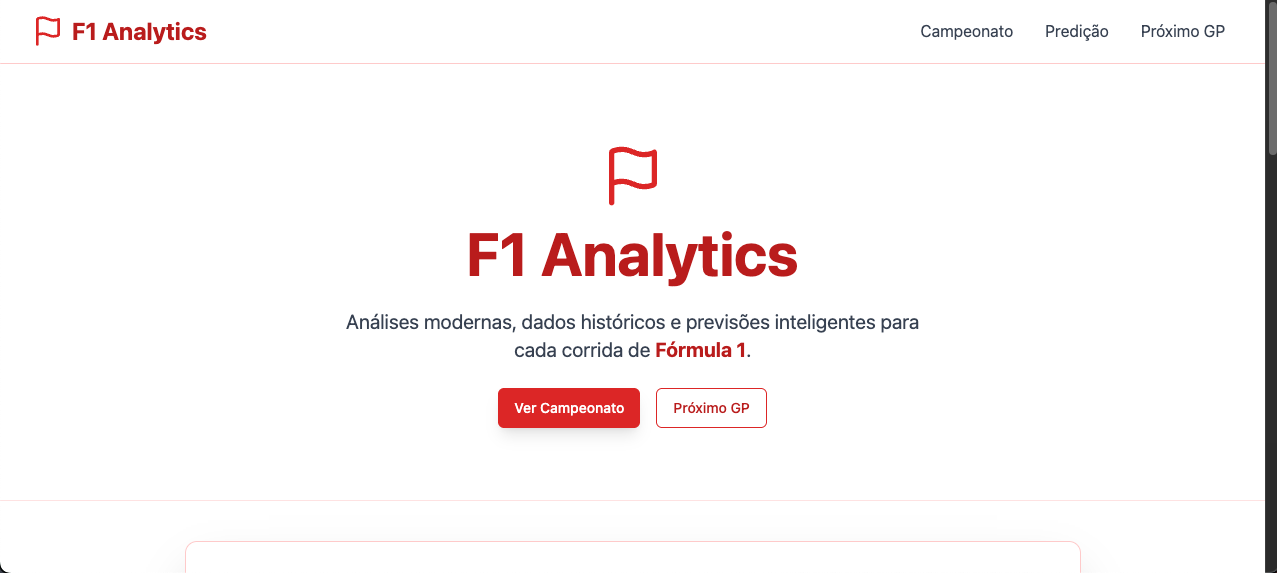 F1 Analytics
Campeonato
Predição
Próximo GP
F1 Analytics
Análises modernas, dados históricos e previsões inteligentes para
cada corrida de Fórmula 1.
Ver Campeonato
Próximo GP